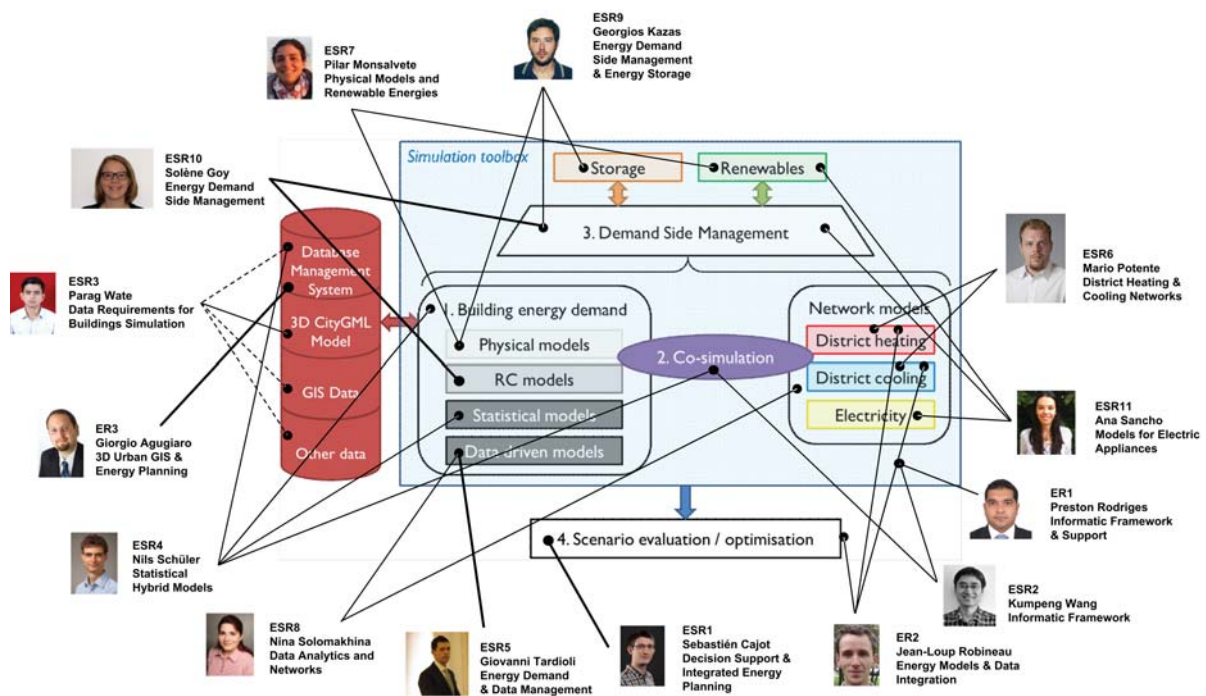 ESR9
Georgios Kazas
Energy Demand
Side Management
& Energy Storage
ESR7
Pilar Monsalvete
Physical Models and
Renewable Energies
ESR10
Solène Goy
Energy Demand
Side Management
Simulation toolbox
Storage
Renewables
3. Demand Side Management
Database
Management
System
3D CityGML
Model
GIS Data
Other data
1. Building energy demand
Physical models
RC models
Statistical models
Data driven models
2. Co-simulation
Network models
District heating
District cooling
Electricity
4. Scenario evaluation / optimisation
ESR6
Mario Potente
District Heating &
Cooling Networks
ESR3
Parag Wate
Data Requirements for
Buildings Simulation
ER3
Giorgio Agugiaro
3D Urban GIS &
Energy Planning
ESR11
Ana Sancho
Models for Electric
Appliances
ER1
Preston Rodriges
Informatic Framework
& Support
ESR4
Nils Schüler
Statistical
Hybrid Models
ESR2
Kumpeng Wang
Informatic Framework
ESR8
Nina Solomakhina
Data Analytics and
Networks
ESR5
Giovanni Tardioli
Energy Demand
& Data Management
ESR1
Sebastién Cajot
Decision Support &
Integrated Energy
Planning
ER2
Jean-Loup Robineau
Energy Models & Data
Integration